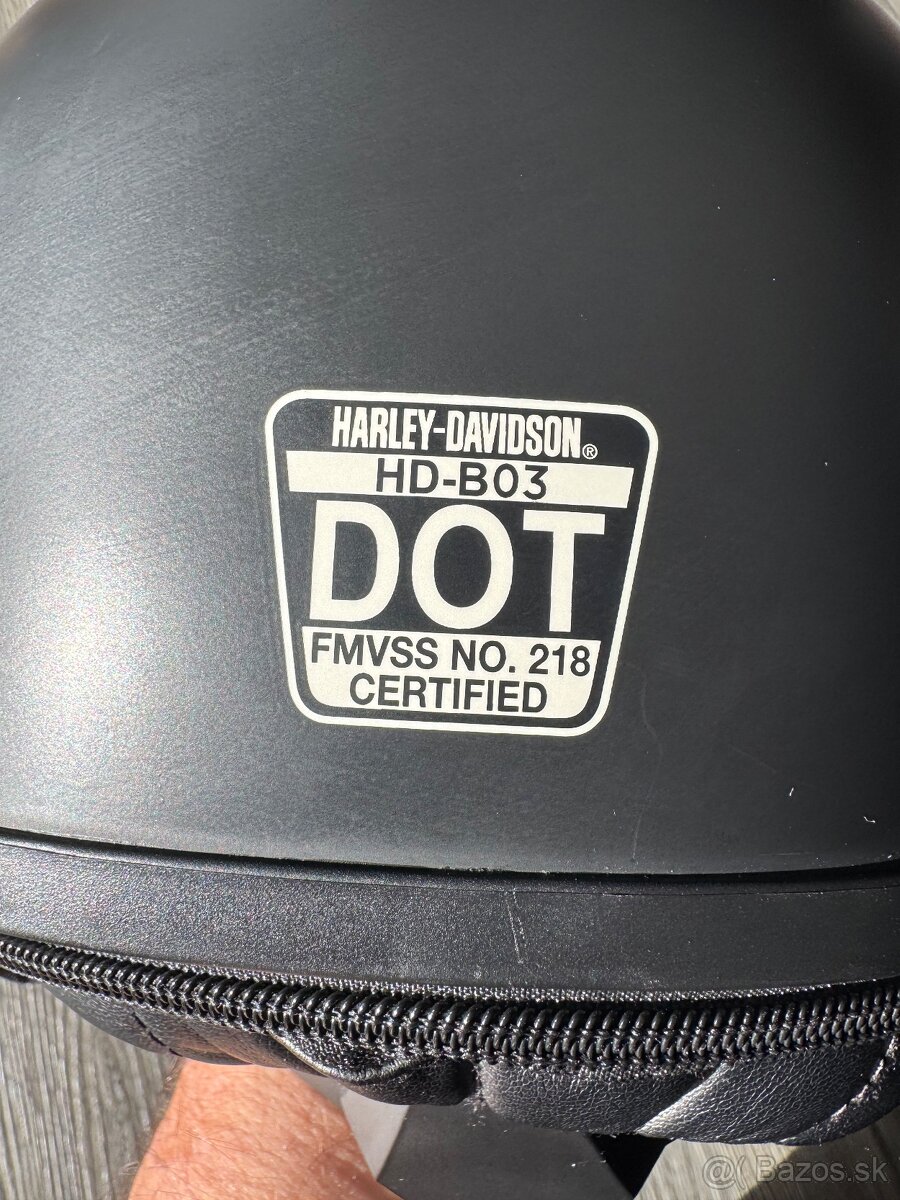 HARLEY-DAVIDSON®
HD-B03
DOT
FMVSS NO. 218
CERTIFIED
@( Bazos.sk